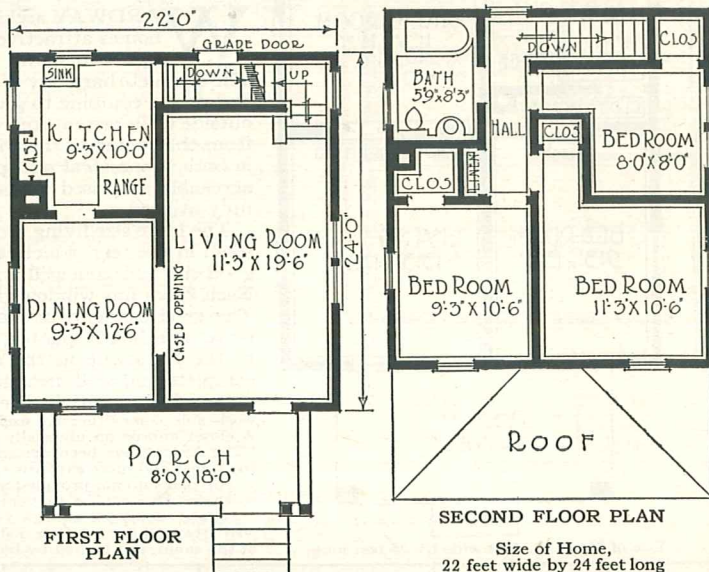 22'-0"
GRADE DOOR
SINK
DOWN
UP
KITCHEN
9'-3"X10'-0"
CASE
RANGE
LIVING ROOM
11'-3"X19'-6"
24'-0"
CASED OPENING
DINING ROOM
9'-3"X12'-6"
PORCH
8'-0"X18'-0"
FIRST FLOOR
PLAN
DOWN
CLOS
BATH
5'9"x8'3"
HALL
CLOS
BED ROOM
8'-0"X8'-0"
CLOS
LINEN
BED ROOM
9'-3"X10'-6"
BED ROOM
11'-3"X10'-6"
ROOF
SECOND FLOOR PLAN
Size of Home,
22 feet wide by 24 feet long